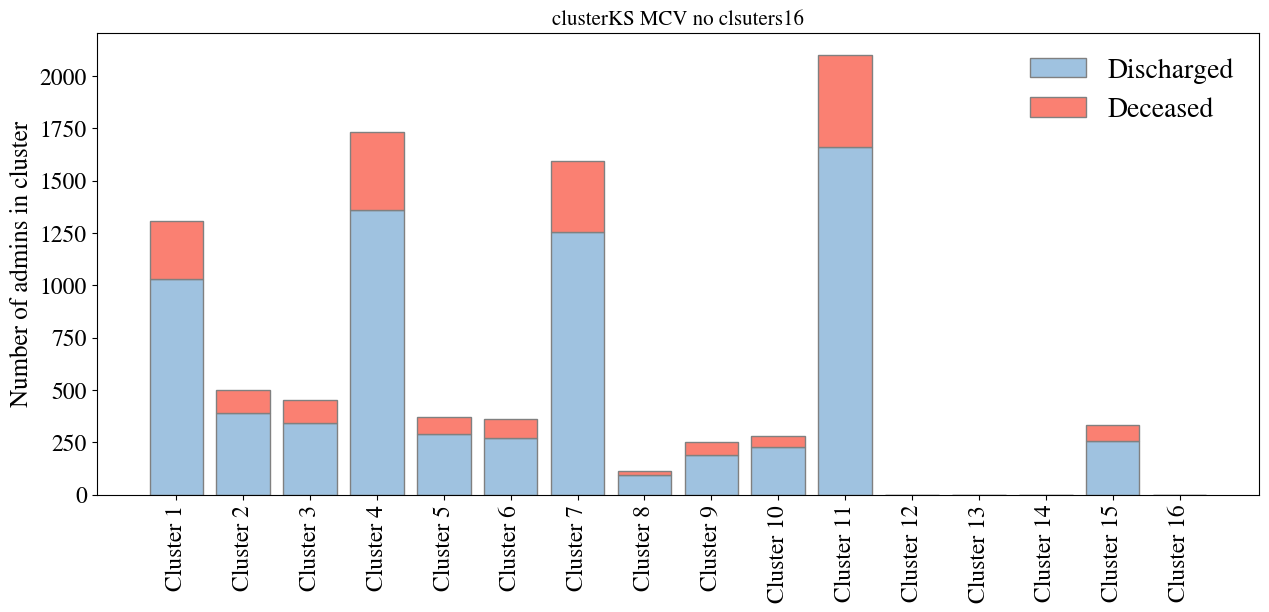 clusterKS MCV no clsuters16
Number of admins in cluster
2000
1750
1500
1250
1000
750
500
250
0
Discharged
Deceased
Cluster 1
Cluster 2
Cluster 3
Cluster 4
Cluster 5
Cluster 6
Cluster 7
Cluster 8
Cluster 9
Cluster 10
Cluster 11
Cluster 12
Cluster 13
Cluster 14
Cluster 15
Cluster 16